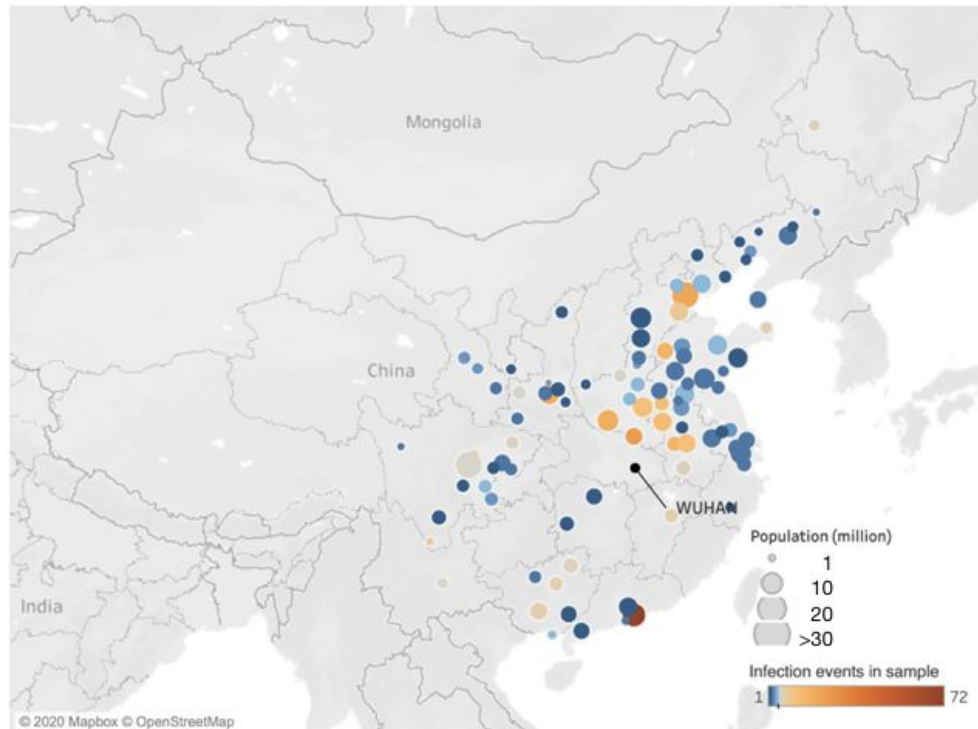 Mongolia
China
WUHAN
India
Population (million)
1
10
20
>30
Infection events in sample
1 72
© 2020 Mapbox © OpenStreetMap